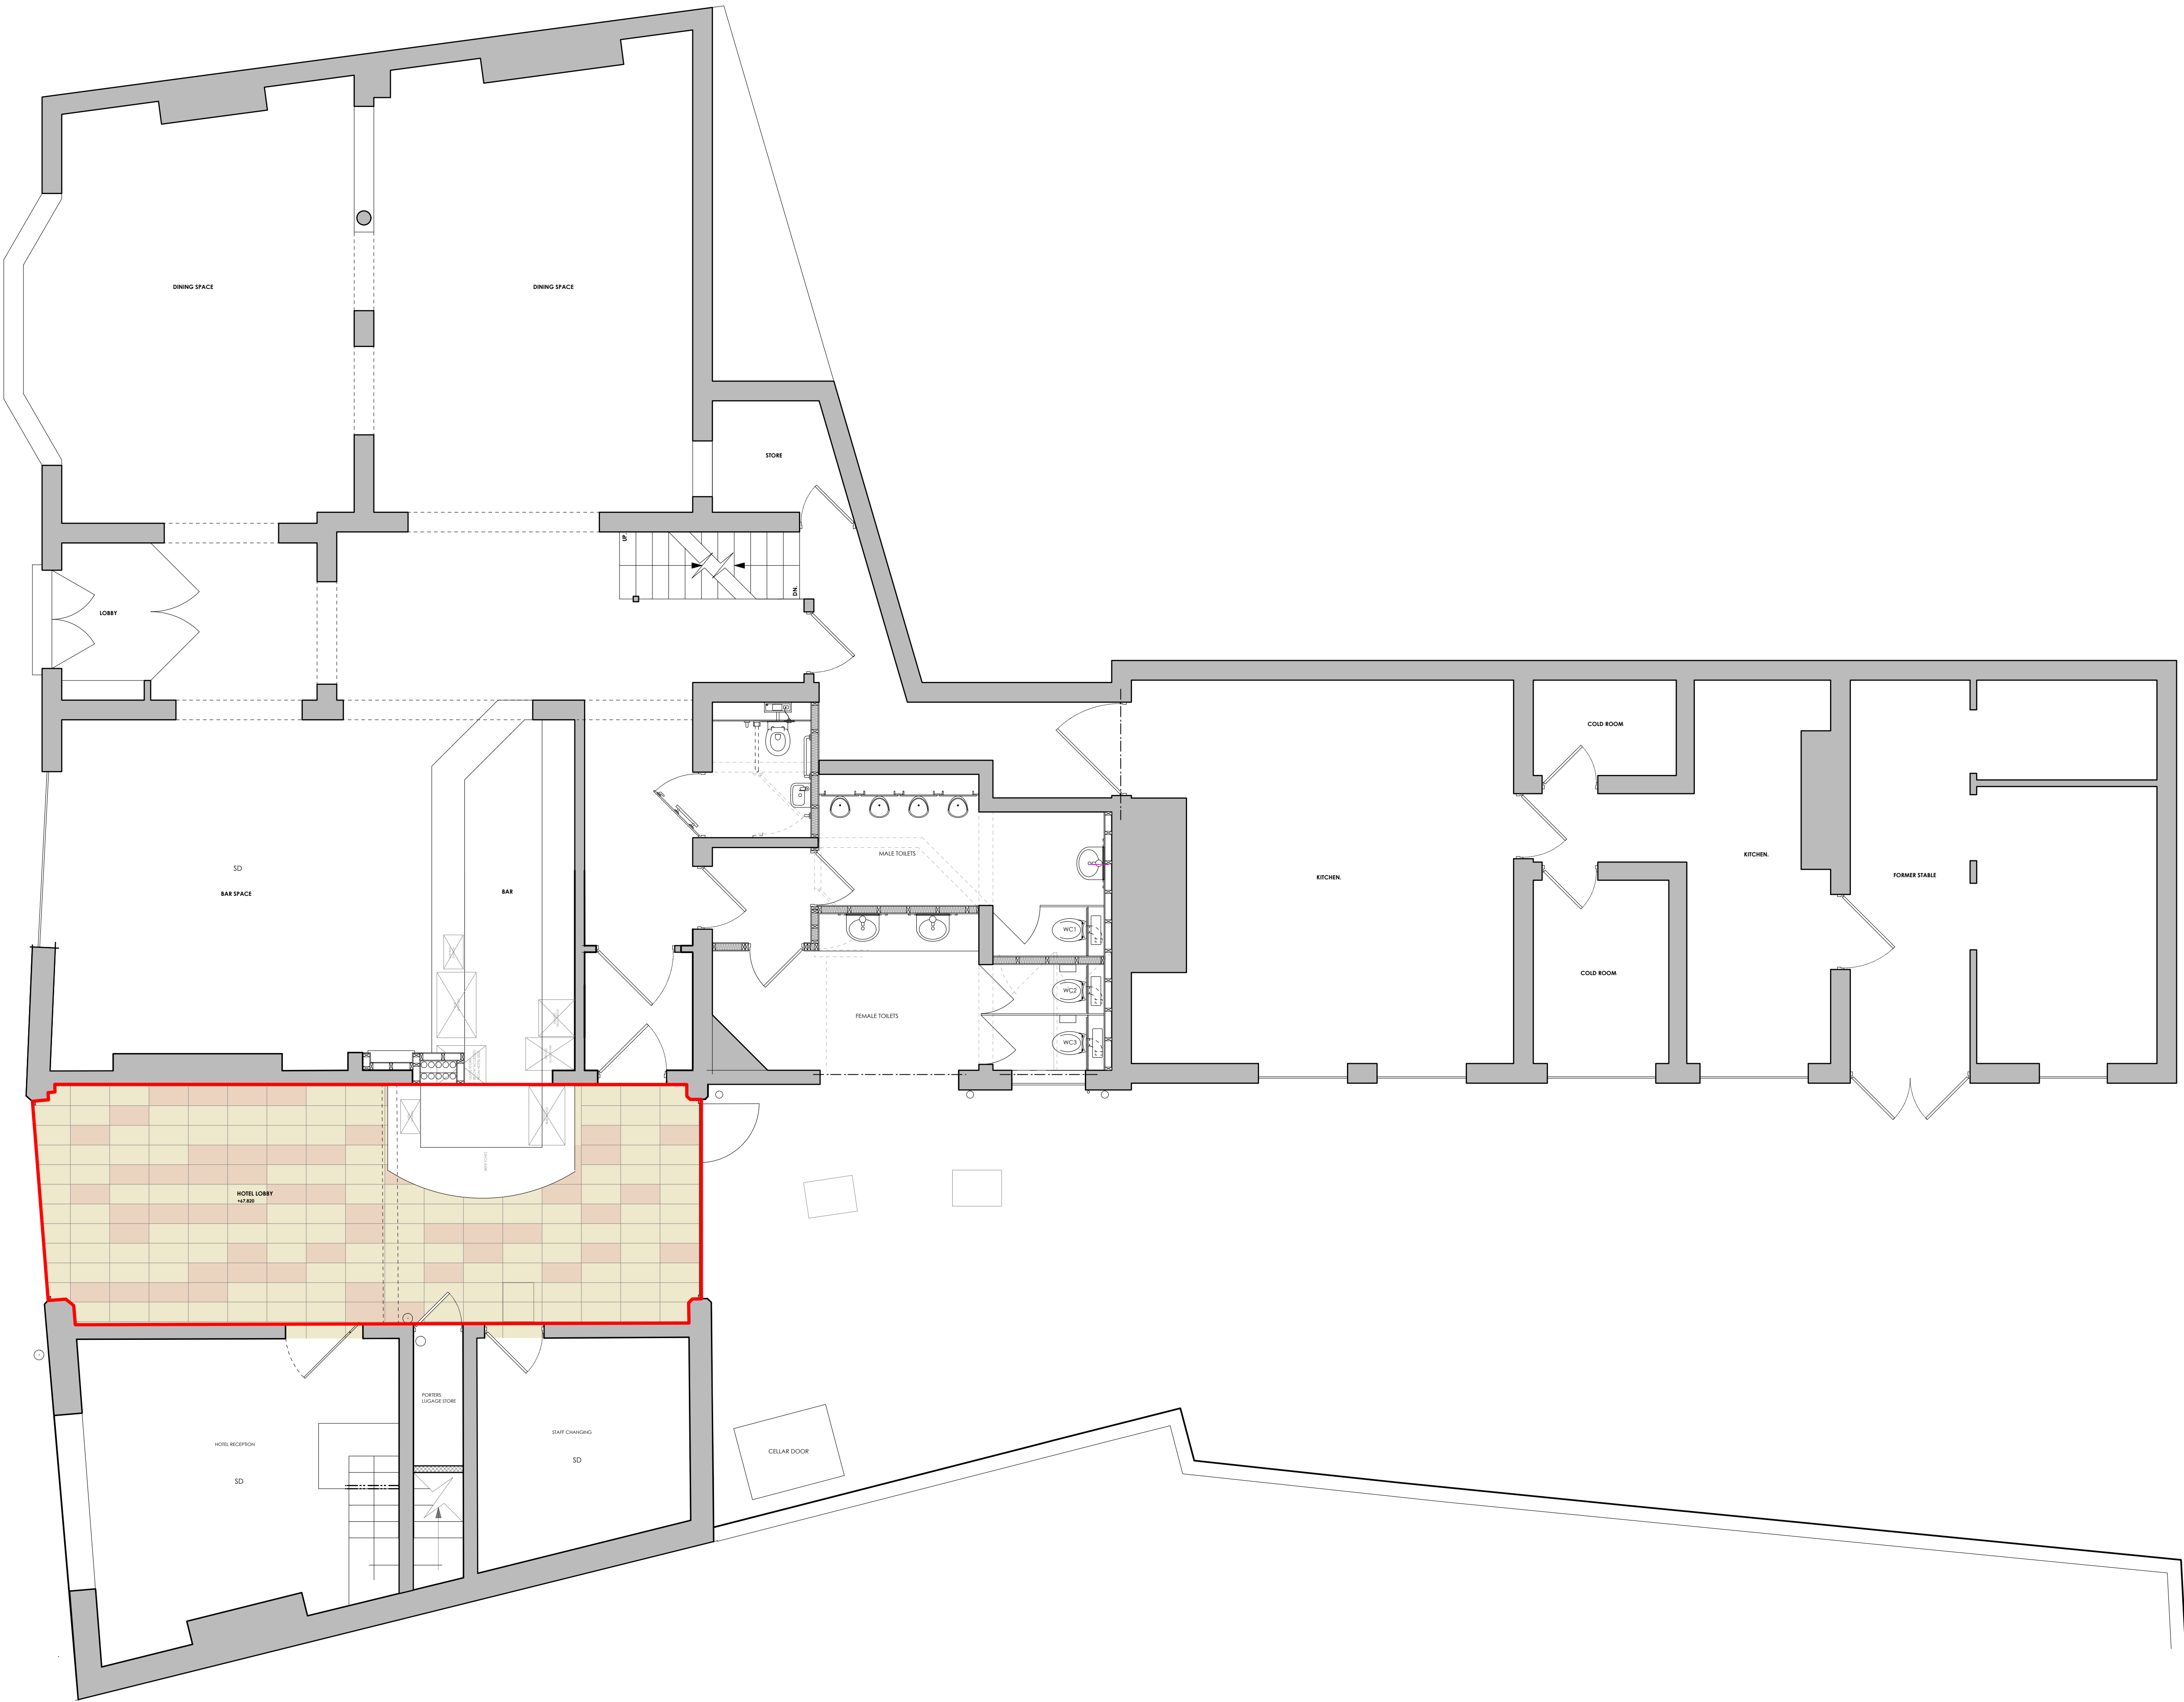 DINING SPACE
DINING SPACE
STORE
UP.
DN.
LOBBY
COLD ROOM
SD
BAR SPACE
BAR
MALE TOILETS
KITCHEN.
KITCHEN.
FORMER STABLE
WC1
WC2
WC3
COLD ROOM
FEMALE TOILETS
HOTEL LOBBY
+67.820
PORTERS
LUGAGE STORE
HOTEL RECEPTION
SD
STAFF CHANGING
SD
CELLAR DOOR